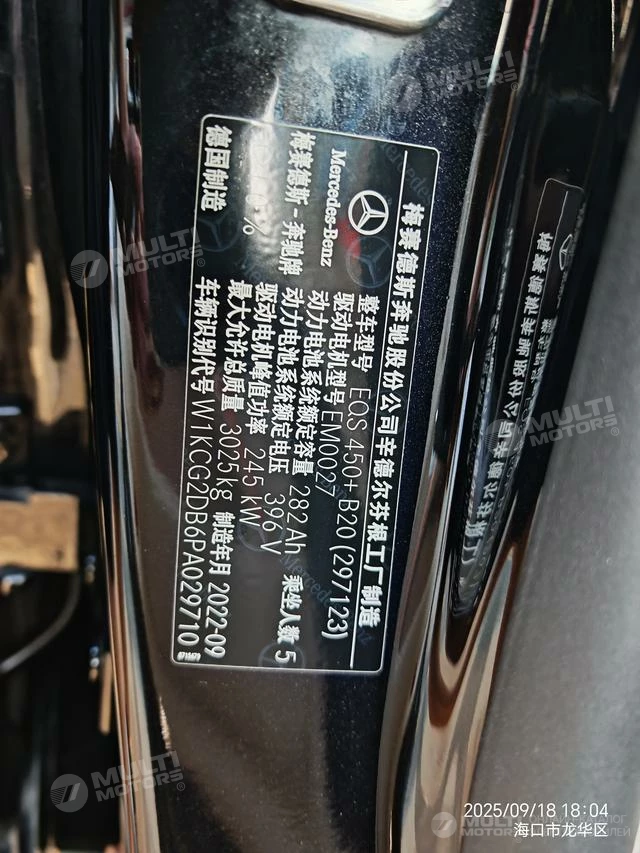 梅赛德斯奔驰股份公司辛德尔芬根工厂制造
Mercedes-Benz
梅赛德斯-奔驰牌
德国制造
整车型号 EQS 450+ B20 (297123)
驱动电机型号 EM0027
动力电池系统额定容量 282 Ah 乘坐人数 5
动力电池系统额定电压 396 V
驱动电机峰值功率 245 kW
最大允许总质量 3025kg 制造年月 2022-09
车辆识别代号 W1KCG2DB6PA029710
2025/09/18 18:04
海口市龙华区
MULTI MOTORS
MULTI MOTORS
MULTI MOTORS
MULTI MOTORS
MULTI MOTORS